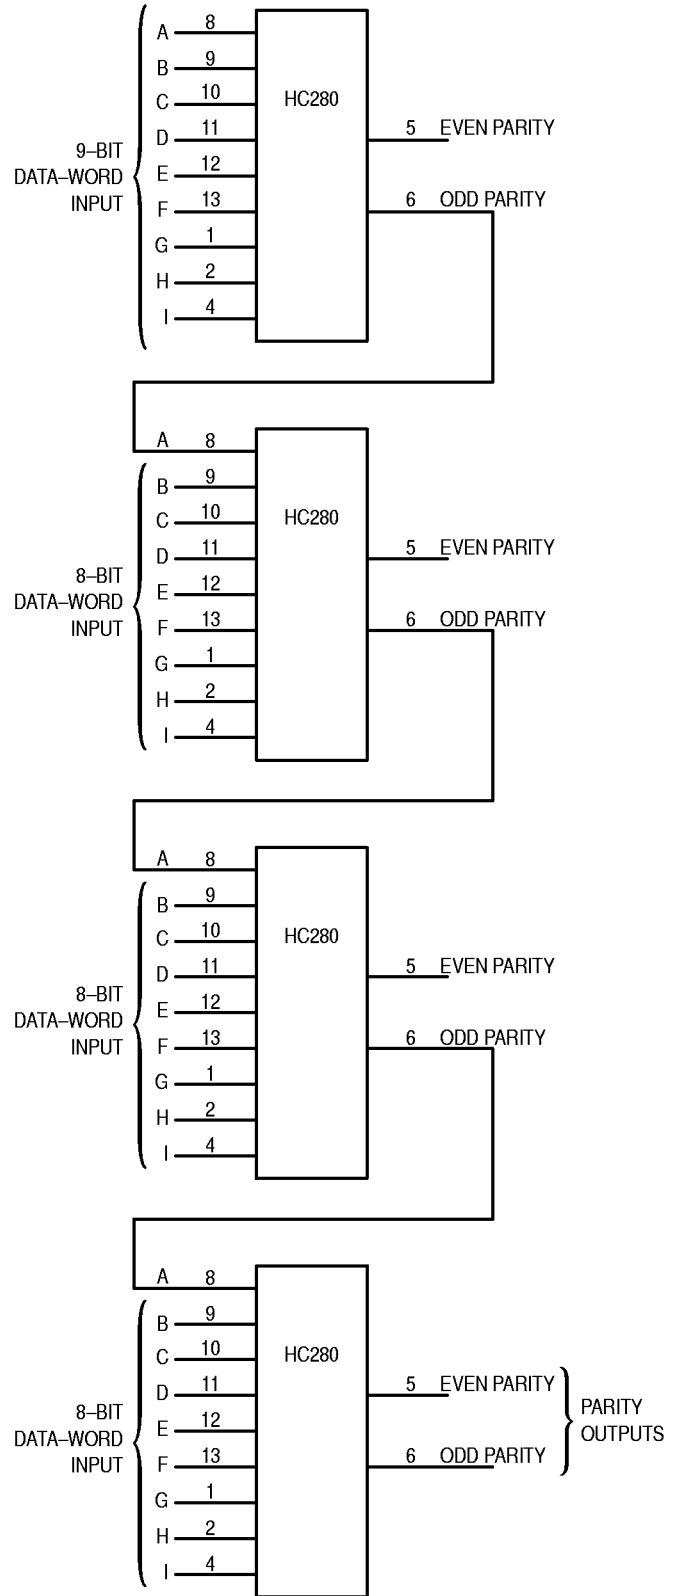 A 8
B 9
C 10
HC280
D 11
5 EVEN PARITY
9–BIT
DATA–WORD
INPUT
E 12
F 13
6 ODD PARITY
G 1
H 2
I 4
A 8
B 9
C 10
HC280
D 11
5 EVEN PARITY
8–BIT
DATA–WORD
INPUT
E 12
F 13
6 ODD PARITY
G 1
H 2
I 4
A 8
B 9
C 10
HC280
D 11
5 EVEN PARITY
8–BIT
DATA–WORD
INPUT
E 12
F 13
6 ODD PARITY
G 1
H 2
I 4
A 8
B 9
C 10
HC280
D 11
5 EVEN PARITY
PARITY
OUTPUTS
8–BIT
DATA–WORD
INPUT
E 12
F 13
6 ODD PARITY
G 1
H 2
I 4